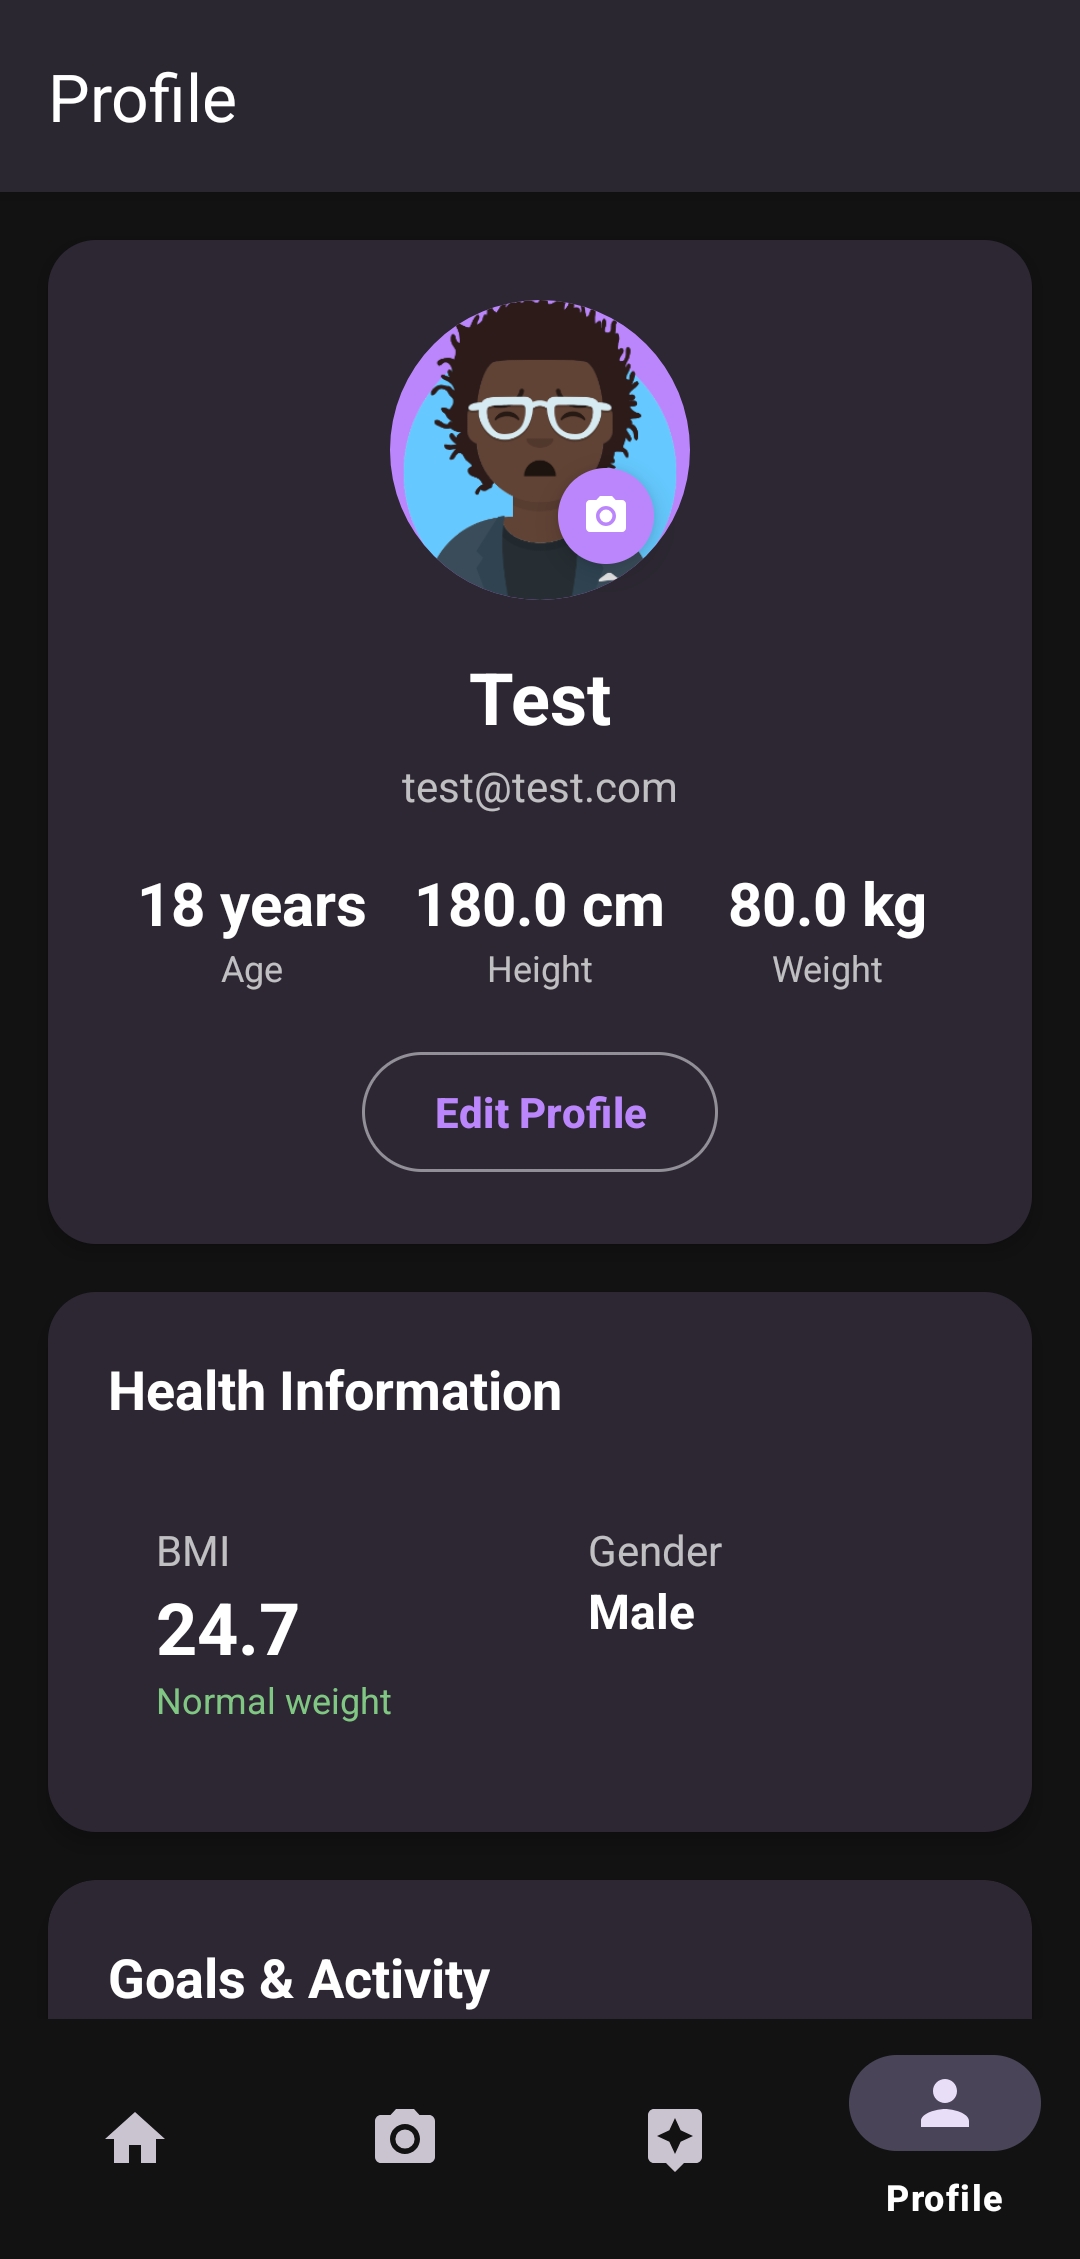 Profile
Test
test@test.com
18 years 180.0 cm 80.0 kg
Age Height Weight
Edit Profile
Health Information
BMI Gender
24.7 Male
Normal weight
Goals & Activity
Profile